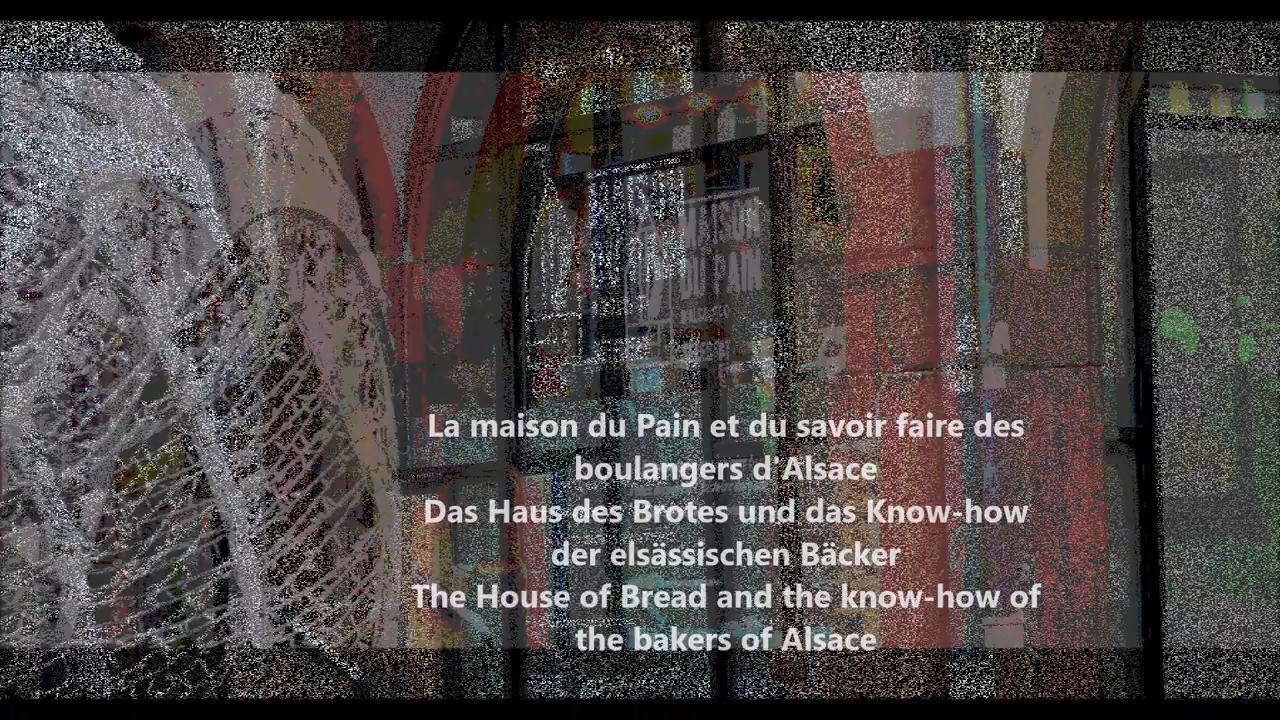 MAISON
DU PAIN
La maison du Pain et du savoir faire des
boulangers d'Alsace
Das Haus des Brotes und das Know-how
der elsässischen Bäcker
The House of Bread and the know-how of
the bakers of Alsace